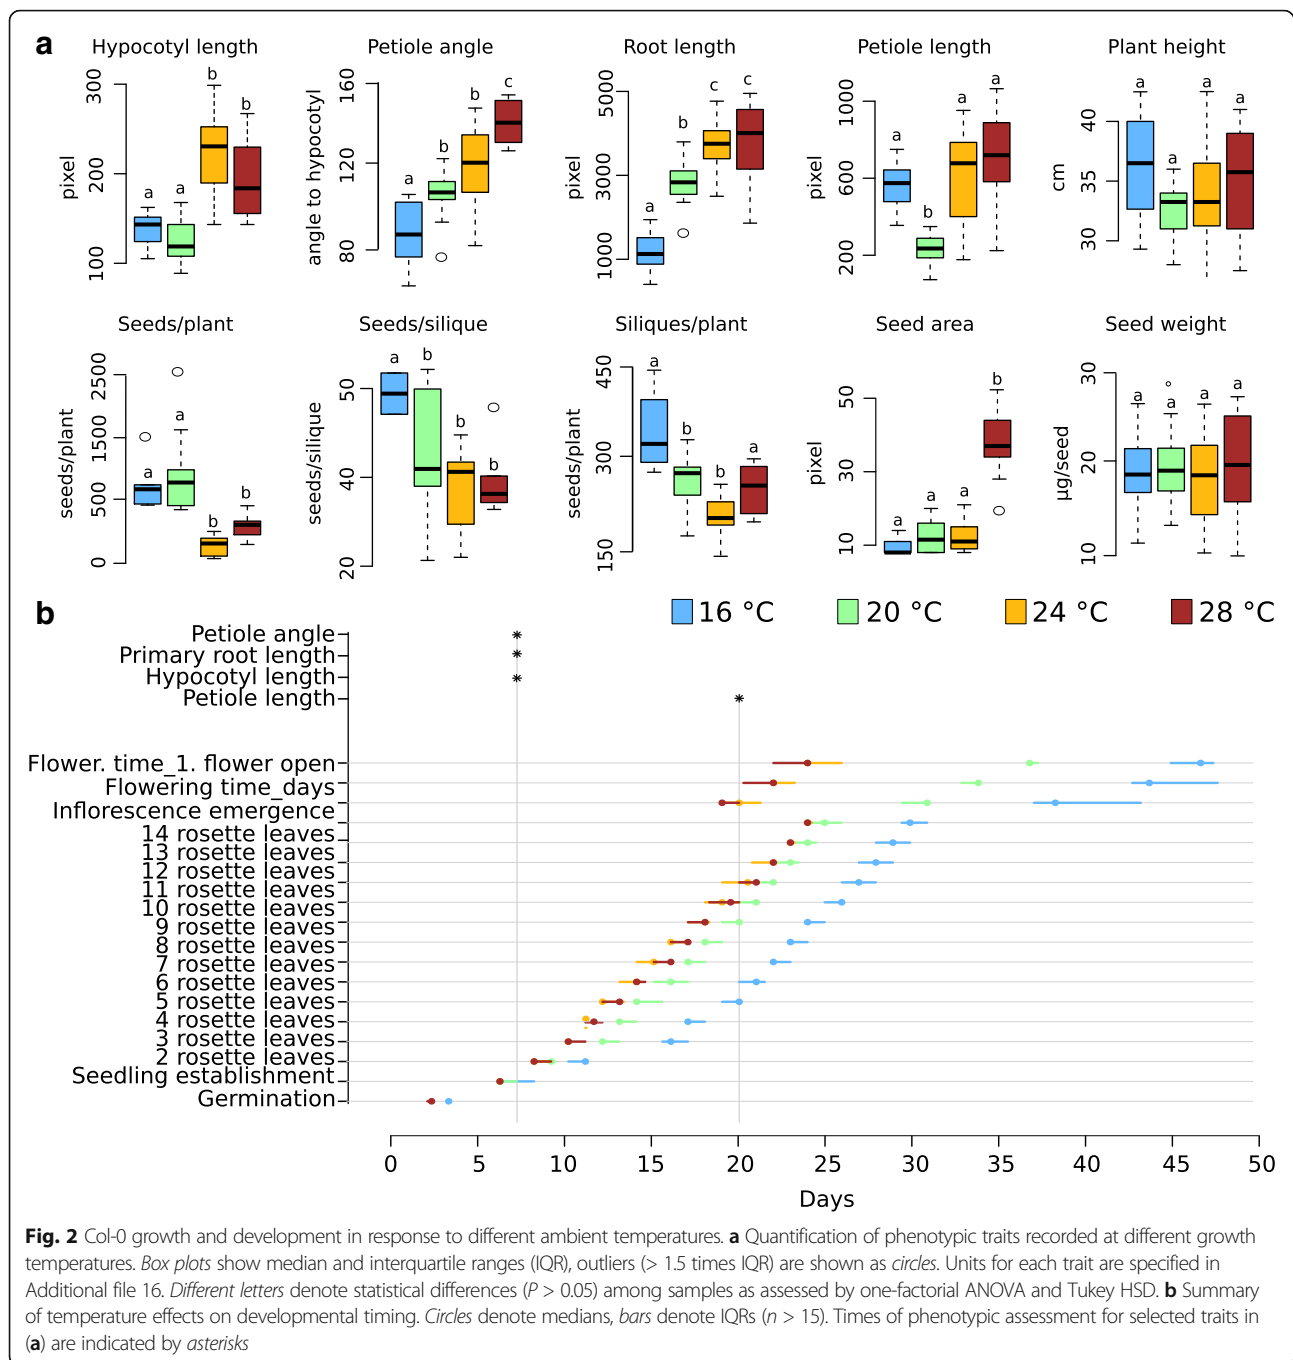 a
Hypocotyl length
Petiole angle
Root length
Petiole length
Plant height
pixel
100
200
300
a
a
b
b
angle to hypocotyl
80
120
160
a
b
b
c
pixel
1000
3000
5000
a
b
c
c
pixel
200
600
1000
a
b
a
a
cm
30
35
40
a
a
a
a
Seeds/plant
Seeds/silique
Siliques/plant
Seed area
Seed weight
seeds/plant
0
500
1500
2500
a
a
b
b
seeds/silique
20
40
50
a
b
b
b
seeds/plant
150
300
450
a
b
b
a
pixel
10
30
50
a
a
a
b
µg/seed
10
20
30
a
a
a
a
b
16 °C
20 °C
24 °C
28 °C
Petiole angle
Primary root length
Hypocotyl length
Petiole length
Flower. time_1. flower open
Flowering time_days
Inflorescence emergence
14 rosette leaves
13 rosette leaves
12 rosette leaves
11 rosette leaves
10 rosette leaves
9 rosette leaves
8 rosette leaves
7 rosette leaves
6 rosette leaves
5 rosette leaves
4 rosette leaves
3 rosette leaves
2 rosette leaves
Seedling establishment
Germination
0 5 10 15 20 25 30 35 40 45 50
Days
Fig. 2 Col-0 growth and development in response to different ambient temperatures. a Quantification of phenotypic traits recorded at different growth
temperatures. Box plots show median and interquartile ranges (IQR), outliers (> 1.5 times IQR) are shown as circles. Units for each trait are specified in
Additional file 16. Different letters denote statistical differences (P > 0.05) among samples as assessed by one-factorial ANOVA and Tukey HSD. b Summary
of temperature effects on developmental timing. Circles denote medians, bars denote IQRs (n > 15). Times of phenotypic assessment for selected traits in
(a) are indicated by asterisks